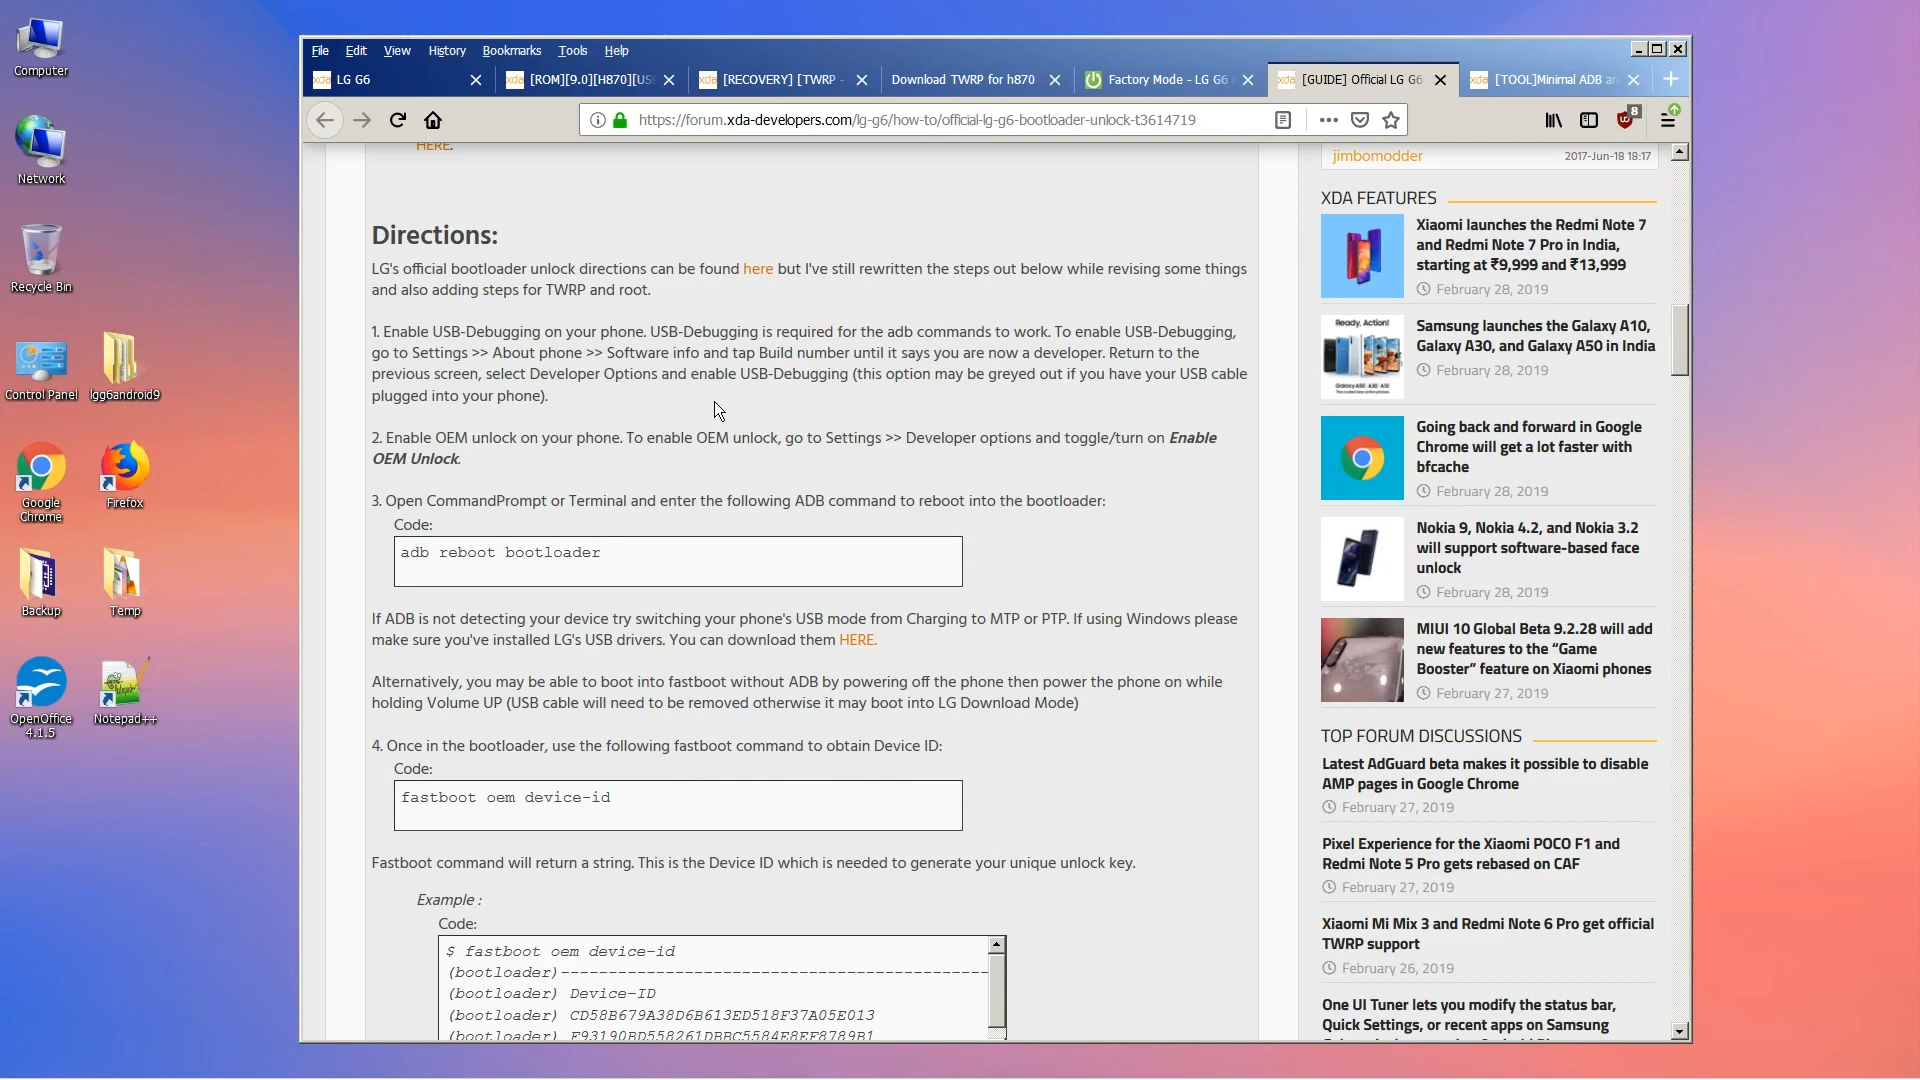 File Edit View History Bookmarks Tools Help
LG G6
[ROM][9.0][H870][US
[RECOVERY] [TWRP -
Download TWRP for h870
Factory Mode - LG G6
[GUIDE] Official LG G6
[TOOL]Minimal ADB an
https://forum.xda-developers.com/lg-g6/how-to/official-lg-g6-bootloader-unlock-t3614719
8
Computer
Network
Recycle Bin
Control Panel
lgg6android9
Google
Chrome
Firefox
Backup
Temp
OpenOffice
4.1.5
Notepad++
HERE.
Directions:
LG's official bootloader unlock directions can be found here but I've still rewritten the steps out below while revising some things
and also adding steps for TWRP and root.
1. Enable USB-Debugging on your phone. USB-Debugging is required for the adb commands to work. To enable USB-Debugging,
go to Settings >> About phone >> Software info and tap Build number until it says you are now a developer. Return to the
previous screen, select Developer Options and enable USB-Debugging (this option may be greyed out if you have your USB cable
plugged into your phone).
2. Enable OEM unlock on your phone. To enable OEM unlock, go to Settings >> Developer options and toggle/turn on Enable
OEM Unlock.
3. Open CommandPrompt or Terminal and enter the following ADB command to reboot into the bootloader:
Code:
adb reboot bootloader
If ADB is not detecting your device try switching your phone's USB mode from Charging to MTP or PTP. If using Windows please
make sure you've installed LG's USB drivers. You can download them HERE.
Alternatively, you may be able to boot into fastboot without ADB by powering off the phone then power the phone on while
holding Volume UP (USB cable will need to be removed otherwise it may boot into LG Download Mode)
4. Once in the bootloader, use the following fastboot command to obtain Device ID:
Code:
fastboot oem device-id
Fastboot command will return a string. This is the Device ID which is needed to generate your unique unlock key.
Example :
Code:
$ fastboot oem device-id
(bootloader)---------------------------------------------
(bootloader) Device-ID
(bootloader) CD58B679A38D6B613ED518F37A05E013
(bootloader) F93190BD558261DBBC5584E8EF8789B1
jimbomodder
2017-Jun-18 18:17
XDA FEATURES
Xiaomi launches the Redmi Note 7
and Redmi Note 7 Pro in India,
starting at ₹9,999 and ₹13,999
February 28, 2019
Ready, Action!
Samsung launches the Galaxy A10,
Galaxy A30, and Galaxy A50 in India
February 28, 2019
Going back and forward in Google
Chrome will get a lot faster with
bfcache
February 28, 2019
Nokia 9, Nokia 4.2, and Nokia 3.2
will support software-based face
unlock
February 28, 2019
MIUI 10 Global Beta 9.2.28 will add
new features to the “Game
Booster” feature on Xiaomi phones
February 27, 2019
TOP FORUM DISCUSSIONS
Latest AdGuard beta makes it possible to disable
AMP pages in Google Chrome
February 27, 2019
Pixel Experience for the Xiaomi POCO F1 and
Redmi Note 5 Pro gets rebased on CAF
February 27, 2019
Xiaomi Mi Mix 3 and Redmi Note 6 Pro get official
TWRP support
February 26, 2019
One UI Tuner lets you modify the status bar,
Quick Settings, or recent apps on Samsung